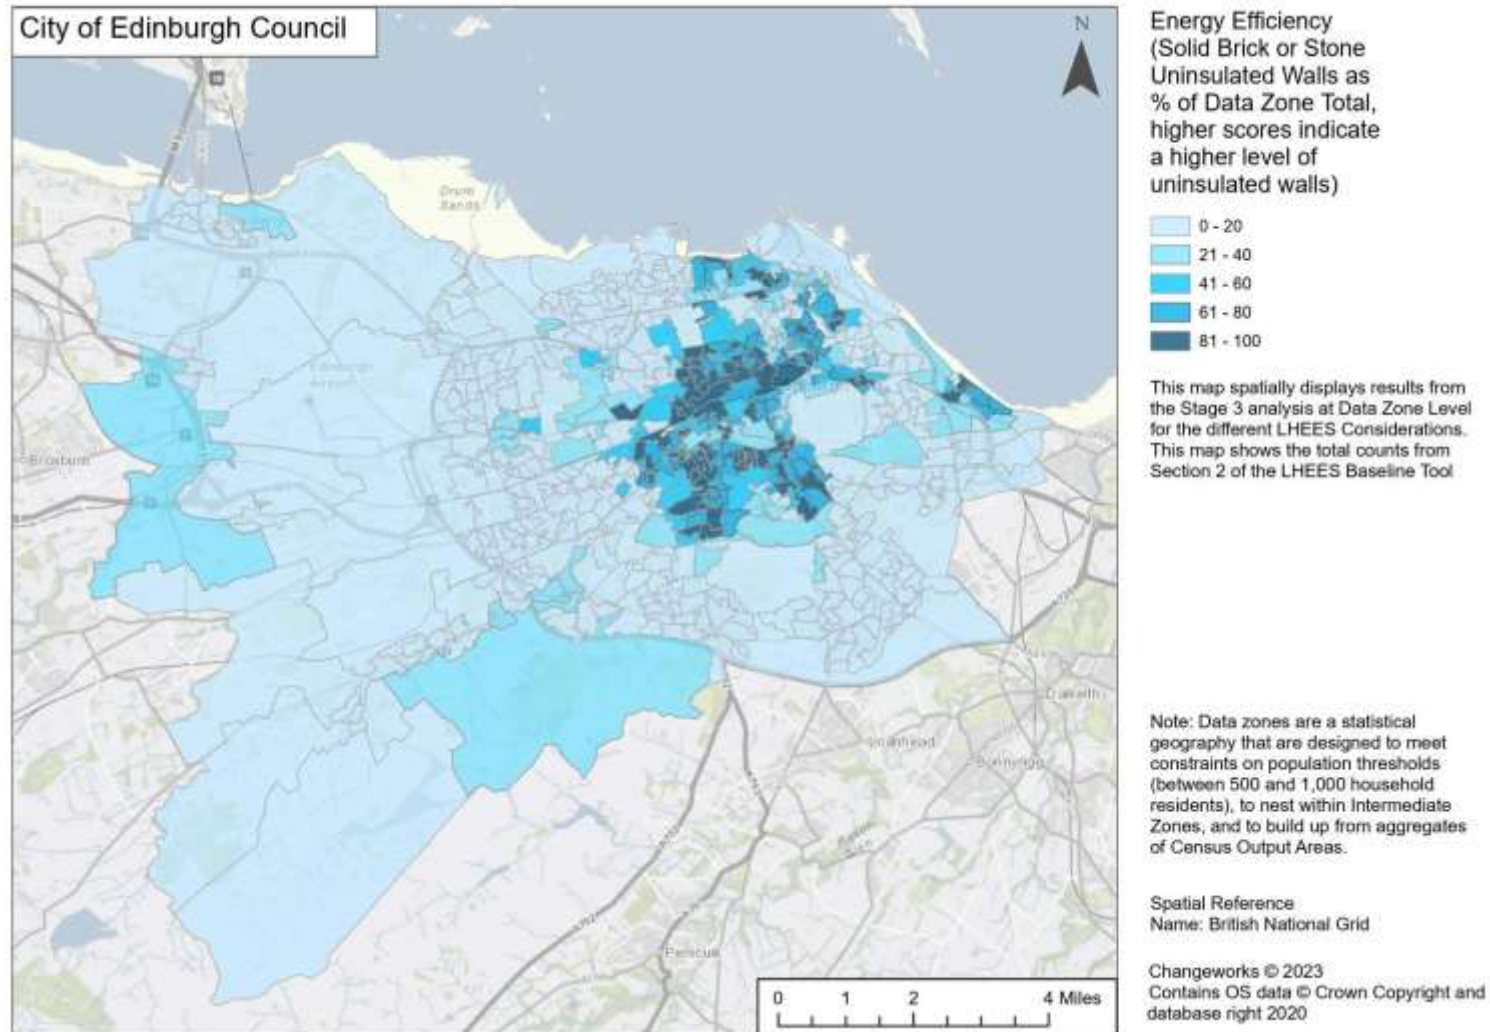 City of Edinburgh Council
N
Energy Efficiency
(Solid Brick or Stone
Uninsulated Walls as
% of Data Zone Total,
higher scores indicate
a higher level of
uninsulated walls)
0 - 20
21 - 40
41 - 60
61 - 80
81 - 100
This map spatially displays results from
the Stage 3 analysis at Data Zone Level
for the different LHEES Considerations.
This map shows the total counts from
Section 2 of the LHEES Baseline Tool
Note: Data zones are a statistical
geography that are designed to meet
constraints on population thresholds
(between 500 and 1,000 household
residents), to nest within Intermediate
Zones, and to build up from aggregates
of Census Output Areas.
Spatial Reference
Name: British National Grid
Changeworks © 2023
Contains OS data © Crown Copyright and
database right 2020
Drum
Sands
Edinburgh
Airport
Broxburn
Dalkeith
Loanhead
Bonnyrigg
Penicuik
0 1 2 4 Miles